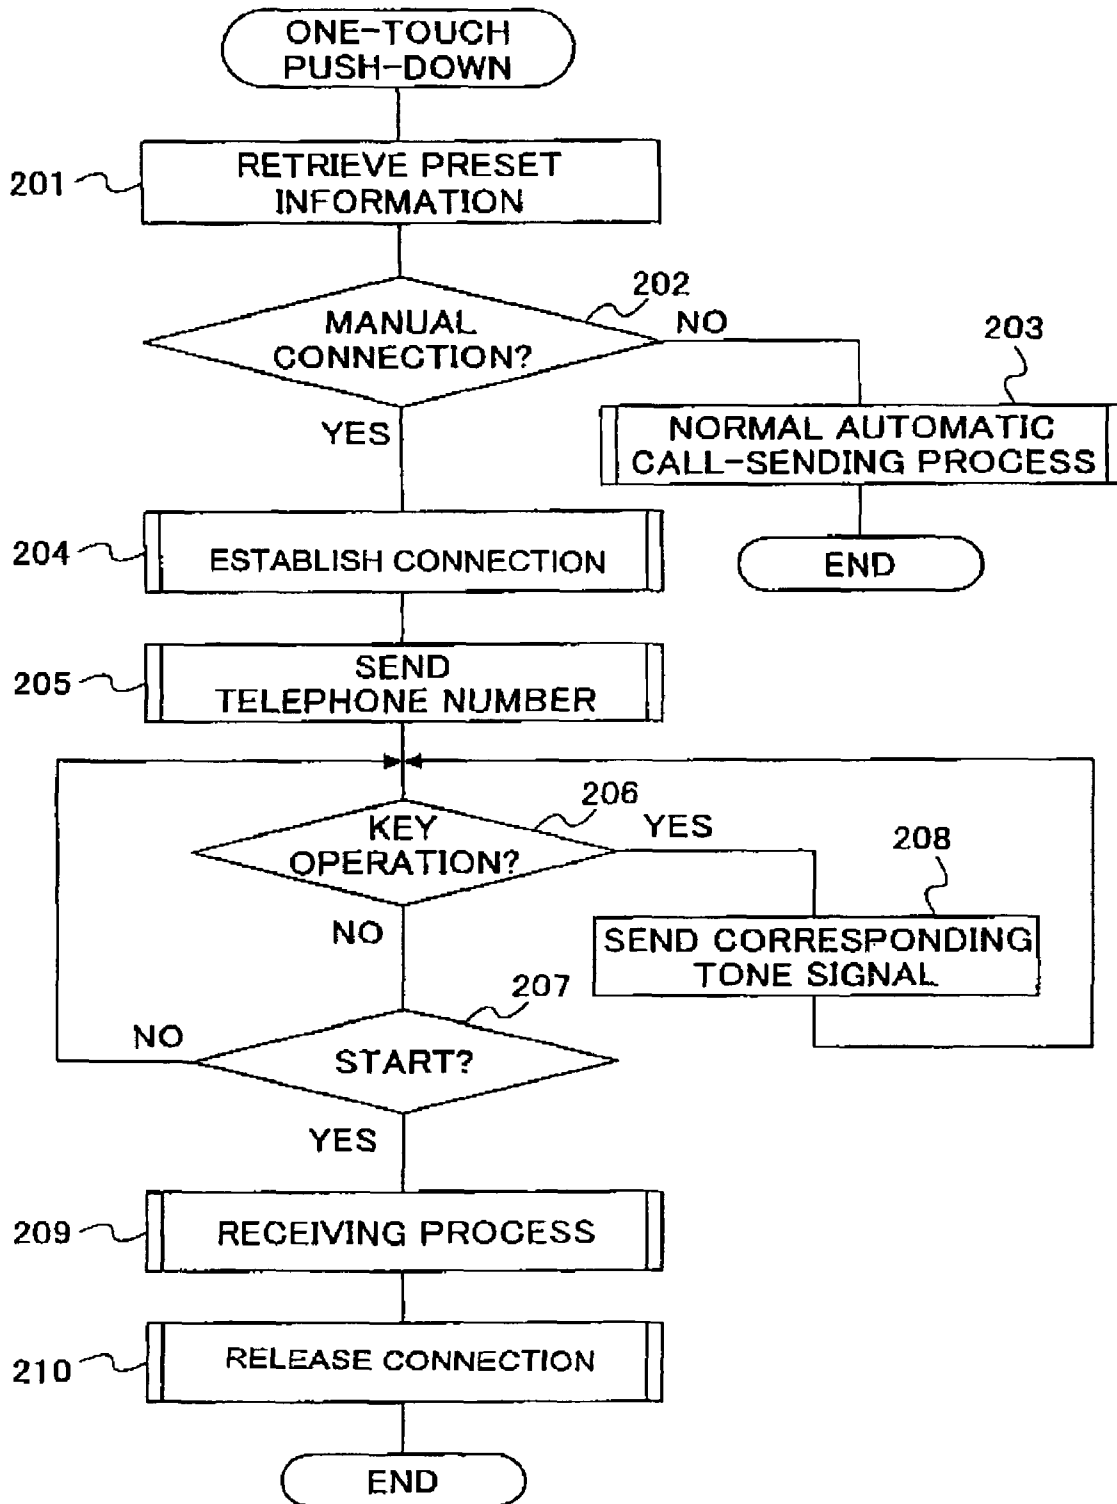 ONE-TOUCH
PUSH-DOWN
201
RETRIEVE PRESET
INFORMATION
202
MANUAL
CONNECTION?
NO
203
YES
NORMAL AUTOMATIC
CALL-SENDING PROCESS
204
ESTABLISH CONNECTION
END
205
SEND
TELEPHONE NUMBER
206
KEY
OPERATION?
YES
208
NO
SEND CORRESPONDING
TONE SIGNAL
207
NO
START?
YES
209
RECEIVING PROCESS
210
RELEASE CONNECTION
END